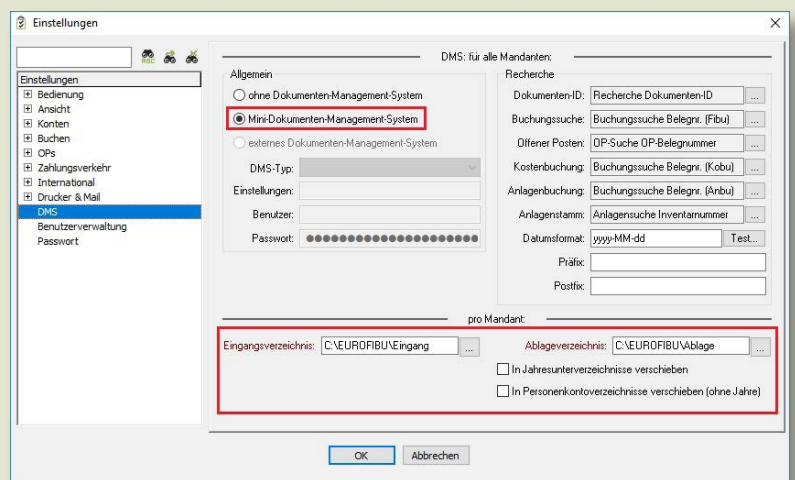 Einstellungen
ABC
Einstellungen
Bedienung
Ansicht
Konten
Buchen
OPs
Zahlungsverkehr
International
Drucker & Mail
DMS
Benutzerverwaltung
Passwort
DMS: für alle Mandanten:
Allgemein
ohne Dokumenten-Management-System
Mini-Dokumenten-Management-System
externes Dokumenten-Management-System
DMS-Typ:
Einstellungen:
Benutzer:
Passwort:
Recherche
Dokumenten-ID: Recherche Dokumenten-ID ...
Buchungssuche: Buchungssuche Belegnr. (Fibu) ...
Offener Posten: OP-Suche OP-Belegnummer ...
Kostenbuchung: Buchungssuche Belegnr. (Kobu) ...
Anlagenbuchung: Buchungssuche Belegnr. (Anbu) ...
Anlagenstamm: Anlagensuche Inventarnummer ...
Datumsformat: yyyy-MM-dd Test...
Präfix:
Postfix:
pro Mandant:
Eingangsverzeichnis: C:\EUROFIBU\Eingang ...
Ablageverzeichnis: C:\EUROFIBU\Ablage ...
In Jahresunterverzeichnisse verschieben
In Personenkontoverzeichnisse verschieben (ohne Jahre)
OK Abbrechen